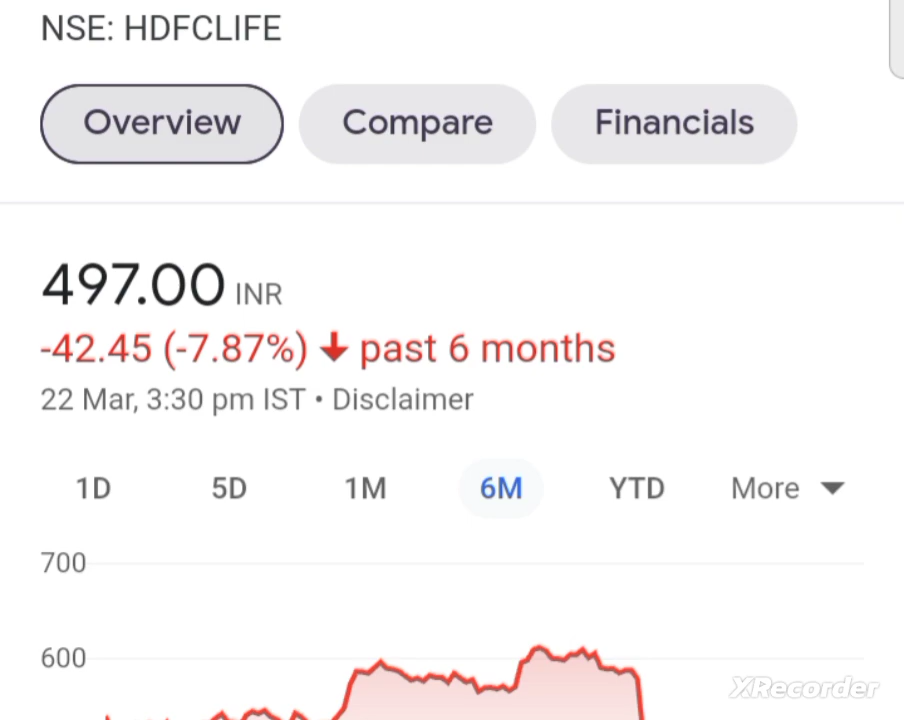 NSE: HDFCLIFE
Overview Compare Financials
497.00 INR
-42.45 (-7.87%) ↓ past 6 months
22 Mar, 3:30 pm IST • Disclaimer
1D 5D 1M 6M YTD More
700
600
XRecorder